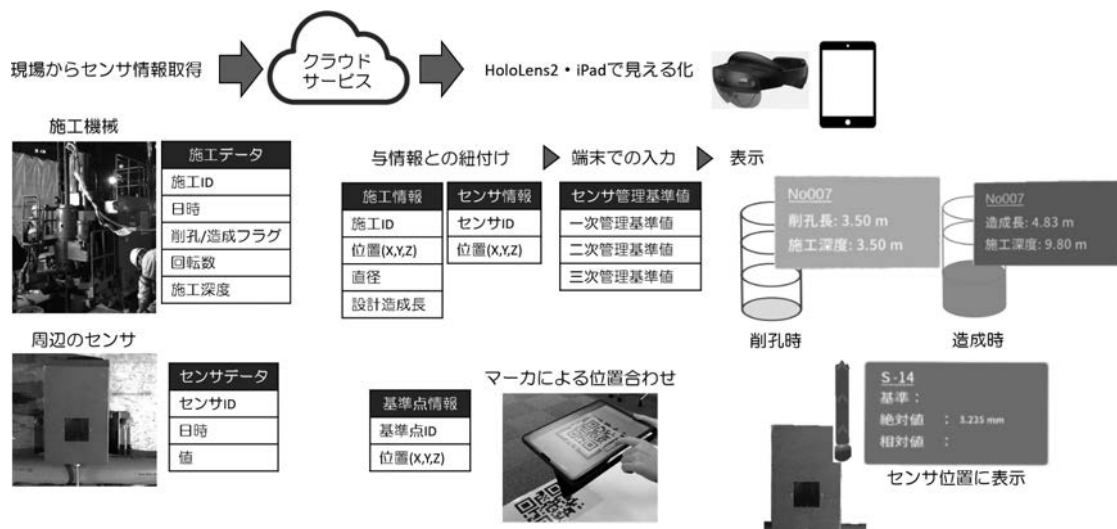 現場からセンサ情報取得
クラウド
サービス
HoloLens2・iPadで見える化
施工機械
施工データ
施工ID
日時
削孔/造成フラグ
回転数
施工深度
与情報との紐付け
端末での入力
表示
施工情報
施工ID
位置(X,Y,Z)
直径
設計造成長
センサ情報
センサID
位置(X,Y,Z)
センサ管理基準値
一次管理基準値
二次管理基準値
三次管理基準値
No007
削孔長: 3.50 m
施工深度: 3.50 m
削孔時
No007
造成長: 4.83 m
施工深度: 9.80 m
造成時
周辺のセンサ
センサデータ
センサID
日時
値
基準点情報
基準点ID
位置(X,Y,Z)
マーカによる位置合わせ
S-14
基準：
絶対値 ： 3.235 mm
相対値 ：
センサ位置に表示